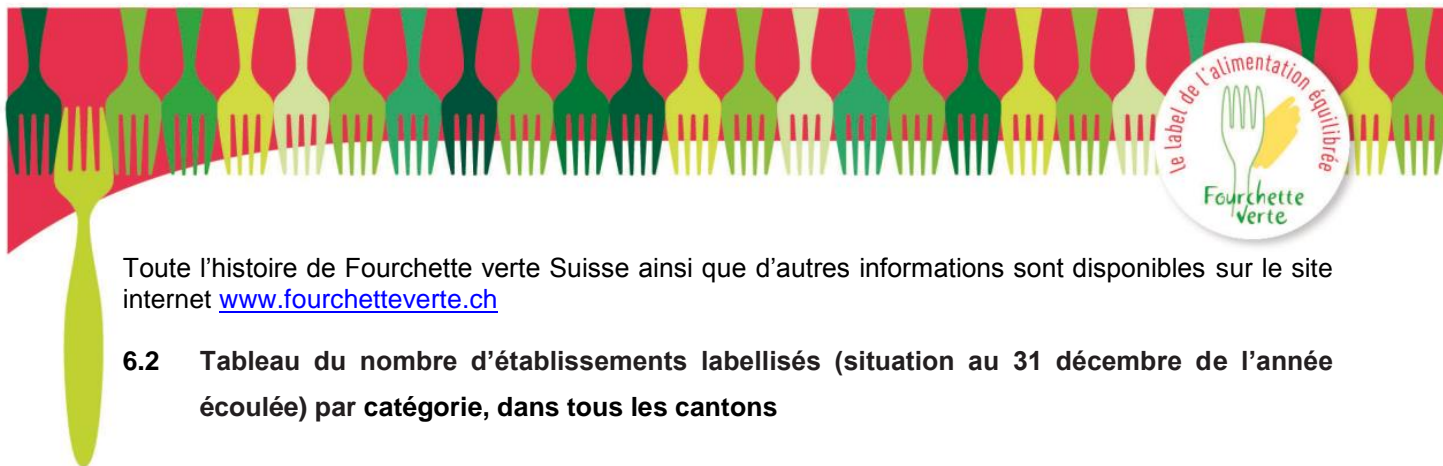 le label de l'alimentation équilibrée
Fourchette
verte
Toute l’histoire de Fourchette verte Suisse ainsi que d’autres informations sont disponibles sur le site
internet www.fourchetteverte.ch
6.2 Tableau du nombre d’établissements labellisés (situation au 31 décembre de l’année
écoulée) par catégorie, dans tous les cantons